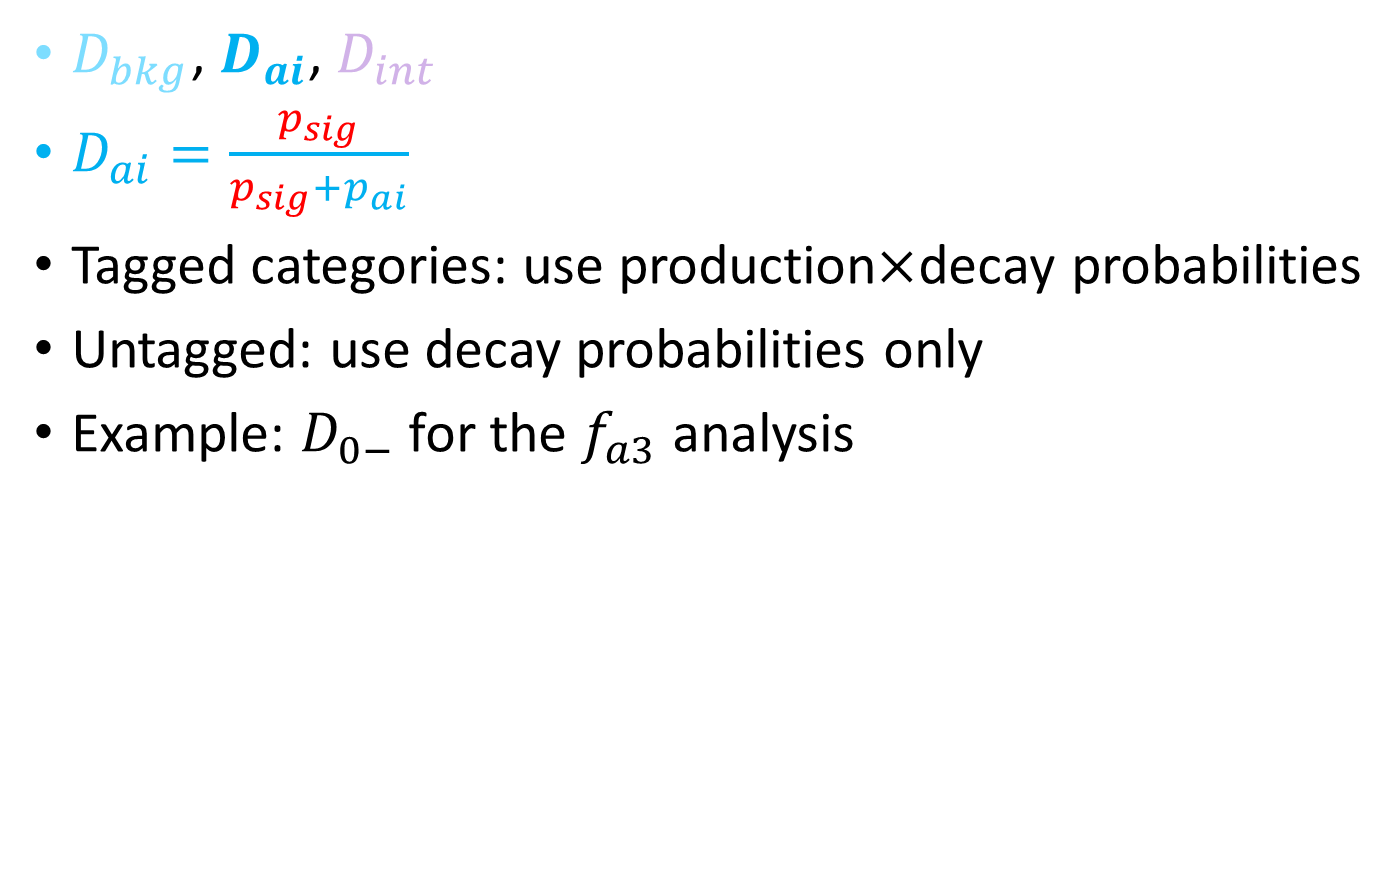 • D_bkg, D_ai, D_int
• D_ai = p_sig / (p_sig + p_ai)
• Tagged categories: use production×decay probabilities
• Untagged: use decay probabilities only
• Example: D_0− for the f_a3 analysis